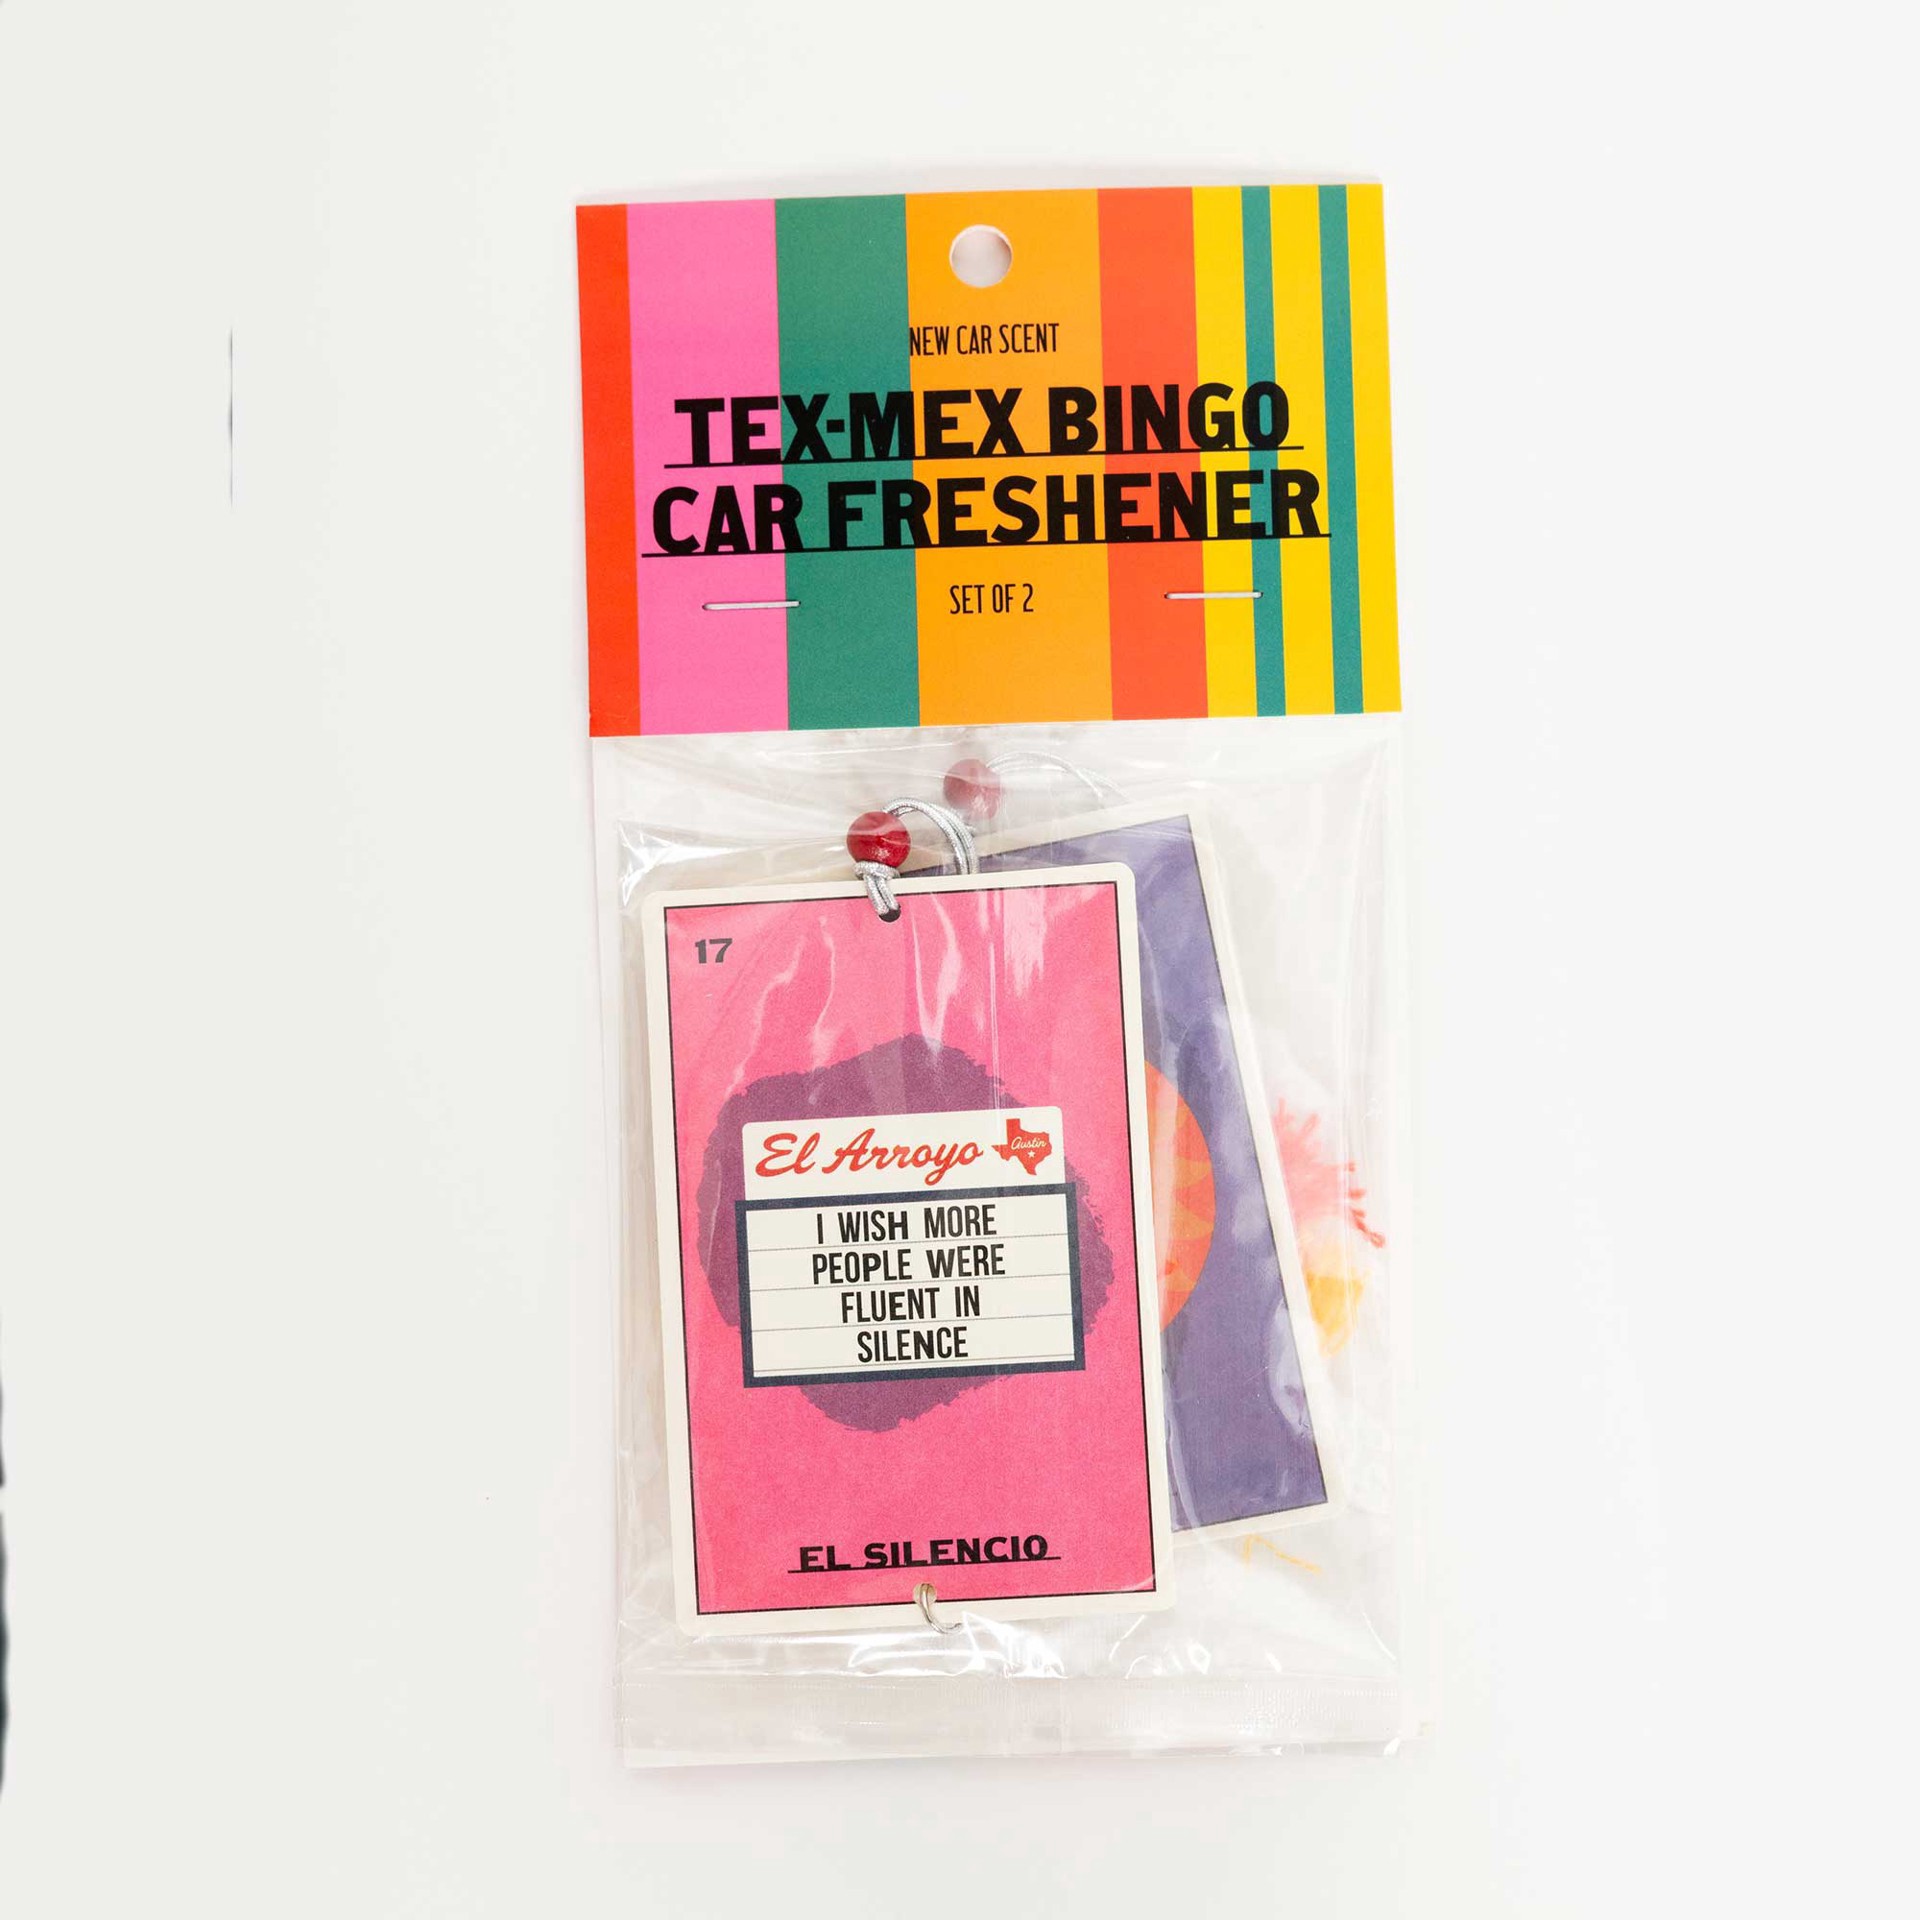 NEW CAR SCENT
TEX-MEX BINGO
CAR FRESHENER
SET OF 2
17
El Arroyo
Austin
I WISH MORE
PEOPLE WERE
FLUENT IN
SILENCE
EL SILENCIO